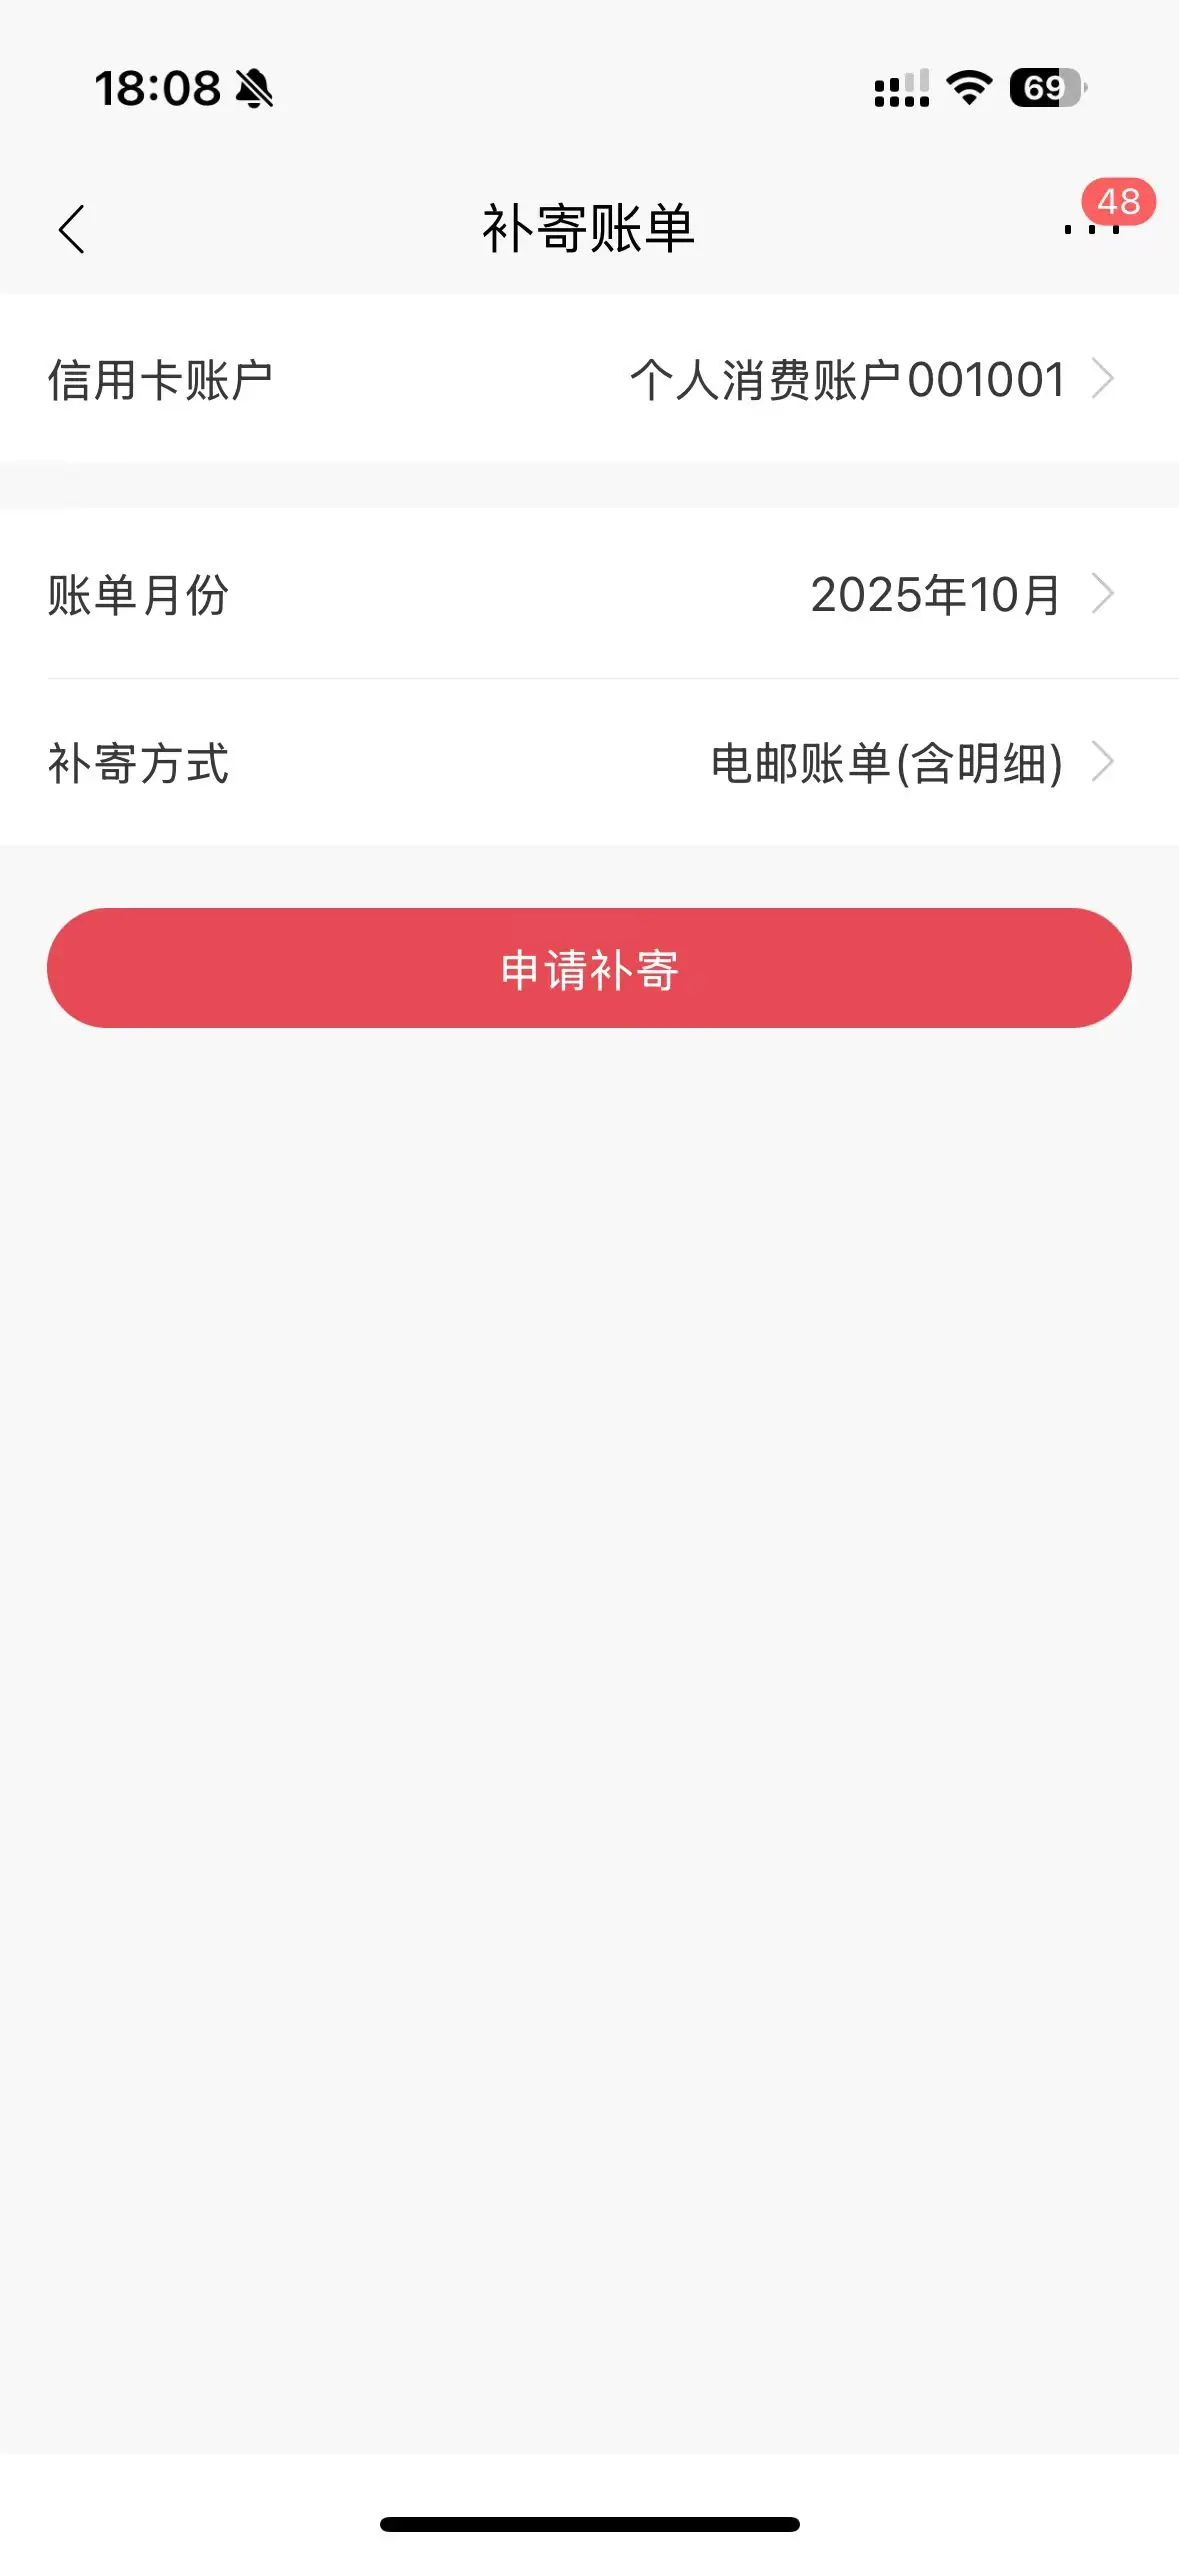 18:08
69
补寄账单
48
信用卡账户 个人消费账户001001
账单月份 2025年10月
补寄方式 电邮账单(含明细)
申请补寄